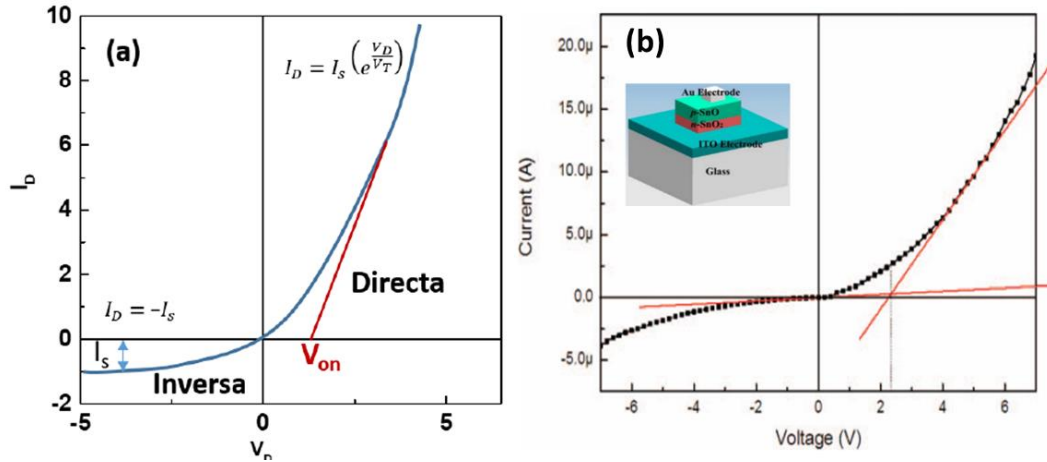 (a)
I_D = I_s (e^{V_D/V_T})
10
8
6
4
2
0
-2
I_D
I_D = -I_s
I_S
Directa
V_on
Inversa
-5
0
5
V_D
(b)
20.0μ
15.0μ
10.0μ
5.0μ
0.0
-5.0μ
Current (A)
Au Electrode
p-SnO
n-SnO₂
ITO Electrode
Glass
-6
-4
-2
0
2
4
6
Voltage (V)